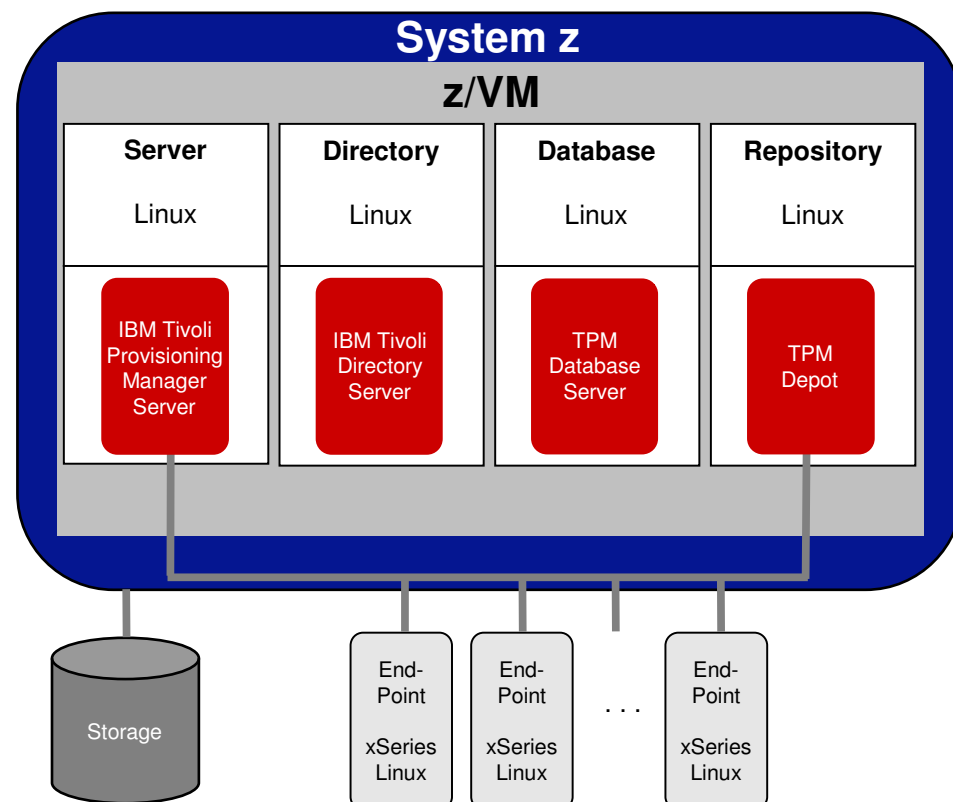 System z
z/VM
Server
Linux
IBM Tivoli
Provisioning
Manager
Server
Directory
Linux
IBM Tivoli
Directory
Server
Database
Linux
TPM
Database
Server
Repository
Linux
TPM
Depot
Storage
End-
Point
xSeries
Linux
End-
Point
xSeries
Linux
. . .
End-
Point
xSeries
Linux